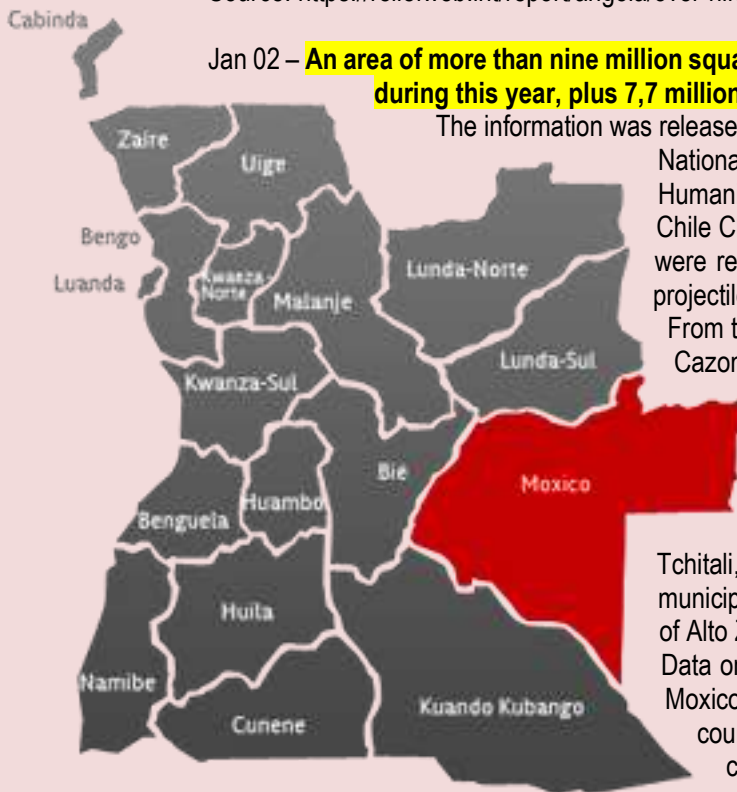 Cabinda
Jan 02 – An area of more than nine million squa
during this year, plus 7,7 million
The information was release
Nationa
Human
Chile C
were re
projectil
From t
Cazor
Zaire
Uige
Bengo
Luanda
Kwanza-
Norte
Malanje
Lunda-Norte
Lunda-Sul
Kwanza-Sul
Bie
Moxico
Huambo
Benguela
Huila
Namibe
Cunene
Kuando Kubango
Tchitali,
municip
of Alto
Data or
Moxico
cour
c